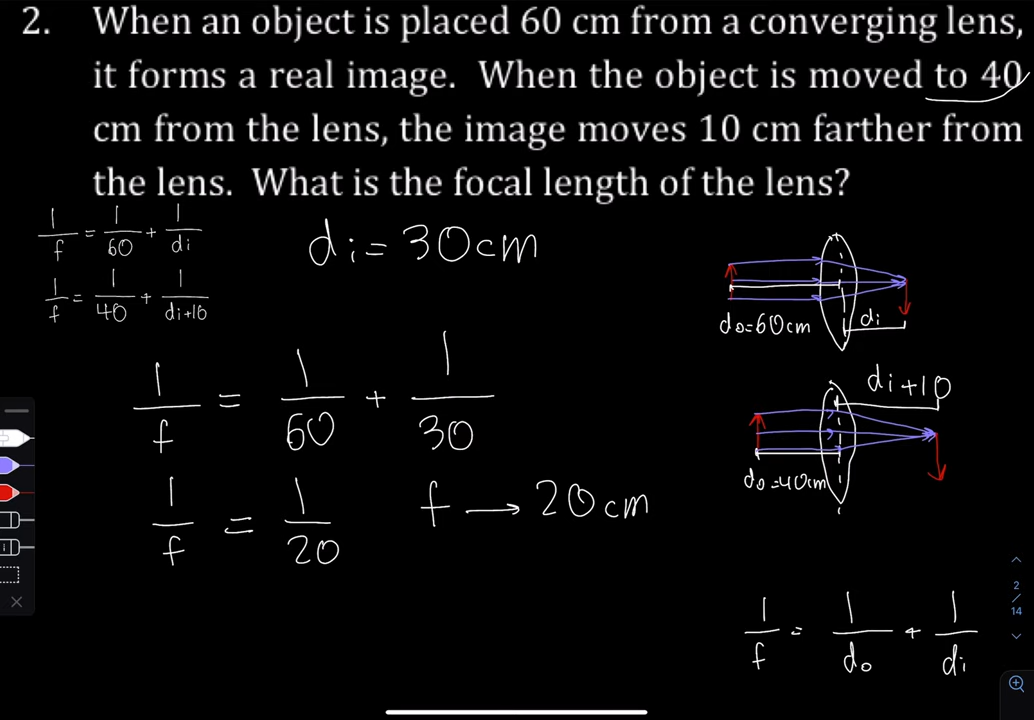 2. When an object is placed 60 cm from a converging lens,
it forms a real image. When the object is moved to 40
cm from the lens, the image moves 10 cm farther from
the lens. What is the focal length of the lens?
1/f = 1/60 + 1/di
1/f = 1/40 + 1/di+10
di = 30cm
1/f = 1/60 + 1/30
1/f = 1/20
f → 20cm
do=60cm
di
di+10
do=40cm
1/f = 1/do + 1/di
2
/
14